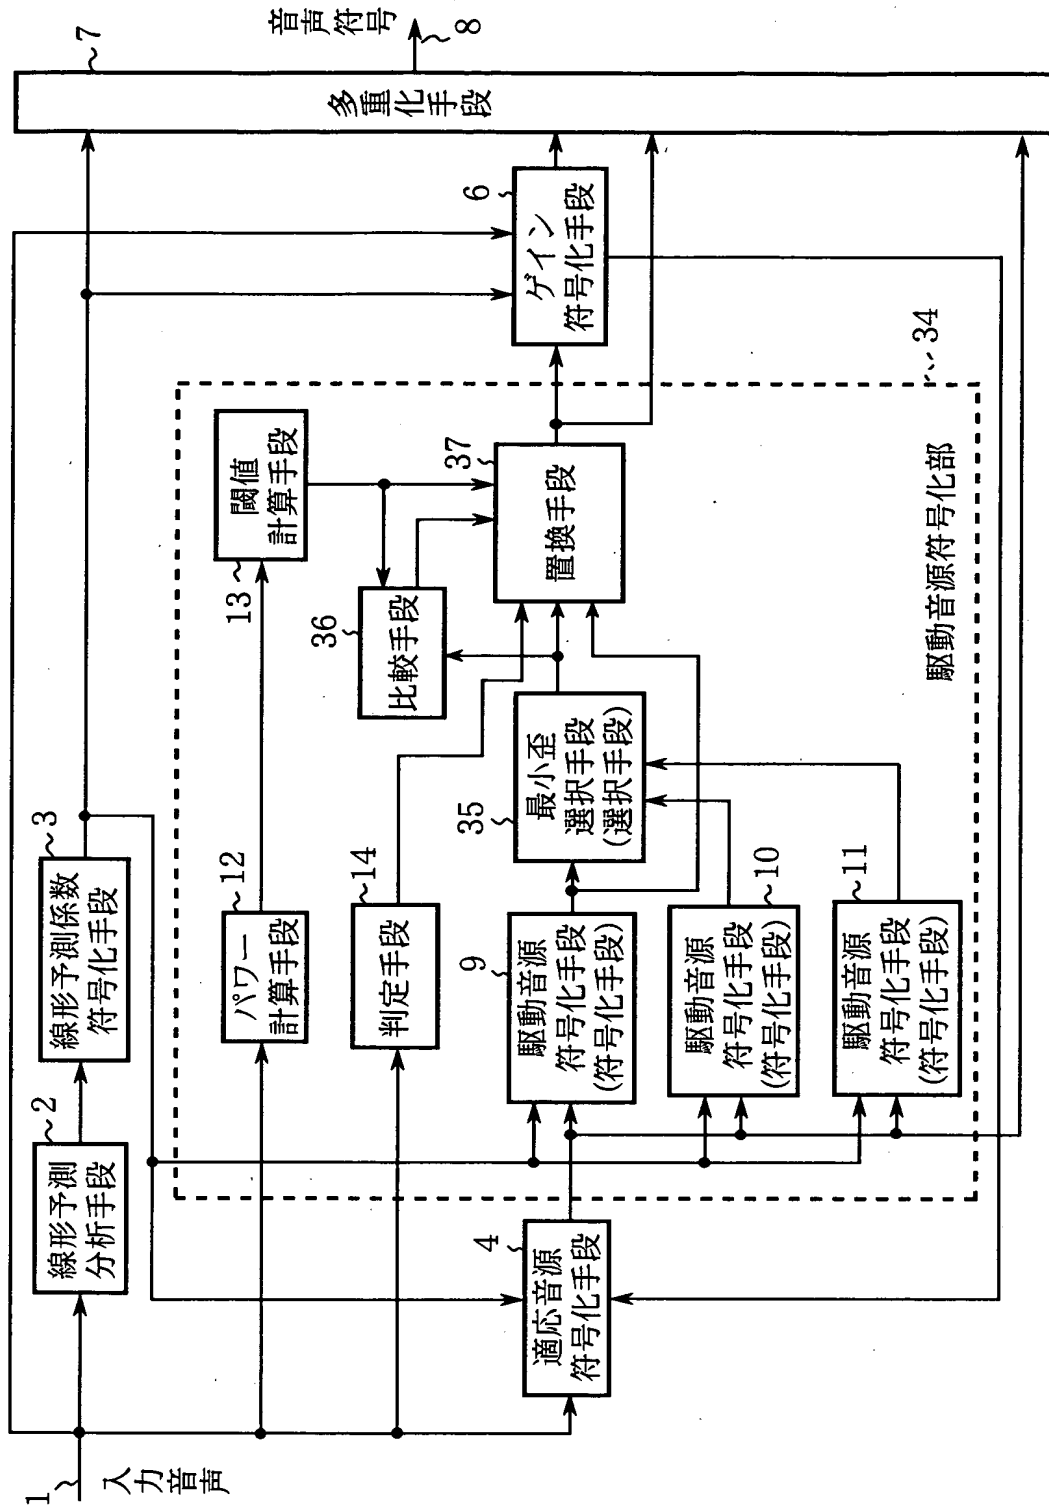 1
入力音声
2
線形予測
分析手段
3
線形予測係数
符号化手段
4
適応音源
符号化手段
12
パワー
計算手段
14
判定手段
9
駆動音源
符号化手段
(符号化手段)
10
駆動音源
符号化手段
(符号化手段)
11
駆動音源
符号化手段
(符号化手段)
13
閾値
計算手段
36
比較手段
35
最小歪
選択手段
(選択手段)
37
置換手段
駆動音源符号化部
34
6
ゲイン
符号化手段
7
多重化手段
音声符号
8